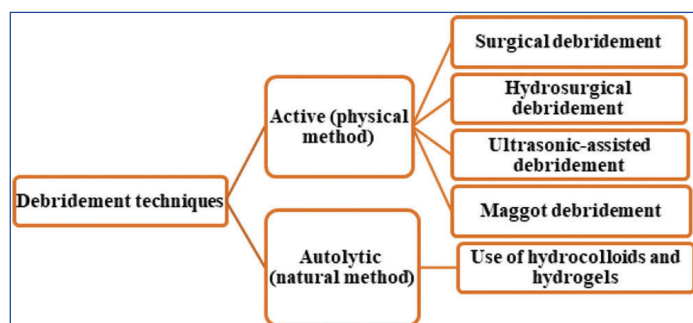 Debridement techniques
Active (physical
method)
Surgical debridement
Hydrosurgical
debridement
Ultrasonic-assisted
debridement
Maggot debridement
Autolytic
(natural method)
Use of hydrocolloids and
hydrogels